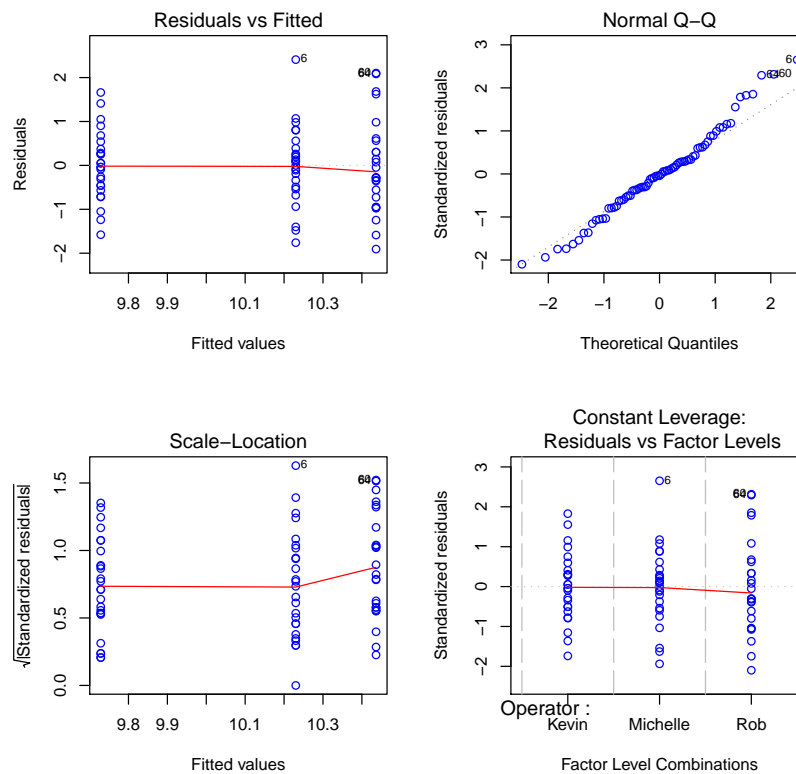 Residuals vs Fitted
Residuals
2
1
0
−1
−2
6
64
9.8 9.9 10.1 10.3
Fitted values
Normal Q−Q
Standardized residuals
3
2
1
0
−1
−2
6
64 60
−2 −1 0 1 2
Theoretical Quantiles
Scale−Location
√|Standardized residuals|
1.5
1.0
0.5
0.0
6
64
9.8 9.9 10.1 10.3
Fitted values
Constant Leverage:
Residuals vs Factor Levels
Standardized residuals
3
2
1
0
−1
−2
6
64
Operator :
Kevin Michelle Rob
Factor Level Combinations